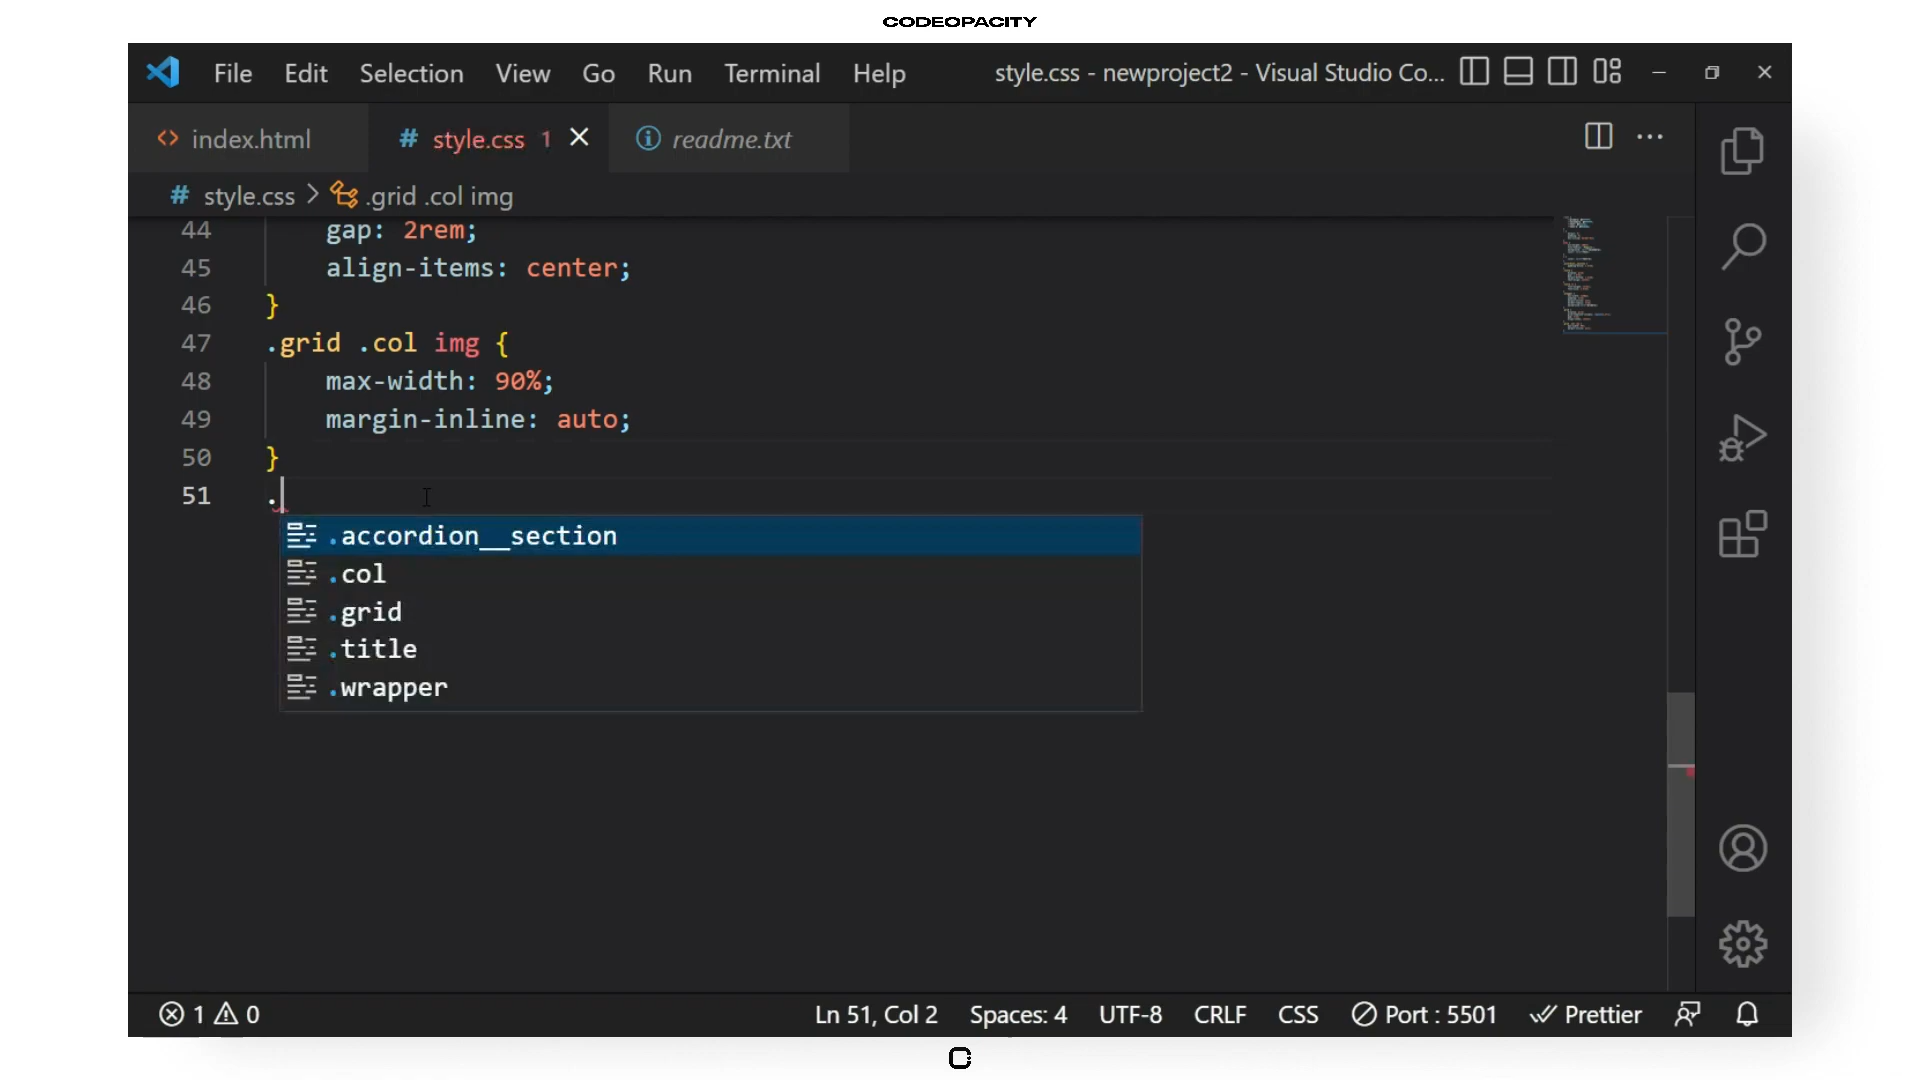 CODEOPACITY
File Edit Selection View Go Run Terminal Help style.css - newproject2 - Visual Studio Co...
index.html # style.css 1 readme.txt
# style.css > .grid .col img
44 gap: 2rem;
45 align-items: center;
46 }
47 .grid .col img {
48 max-width: 90%;
49 margin-inline: auto;
50 }
51 .
.accordion__section
.col
.grid
.title
.wrapper
1 0 Ln 51, Col 2 Spaces: 4 UTF-8 CRLF CSS Port : 5501 Prettier